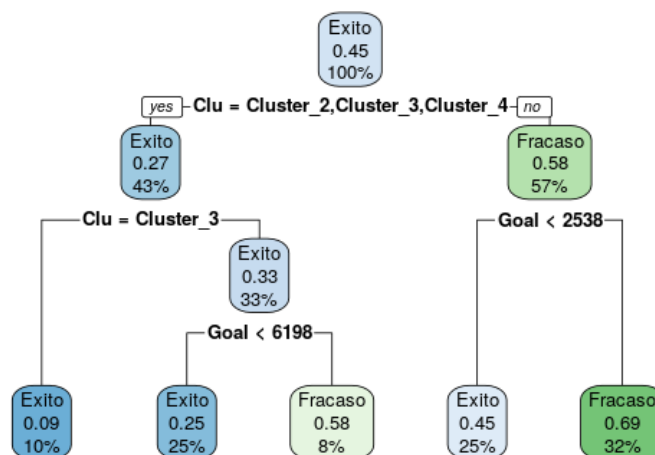 Exito
0.45
100%
yes Clu = Cluster_2,Cluster_3,Cluster_4 no
Exito
0.27
43%
Fracaso
0.58
57%
Clu = Cluster_3
Goal < 2538
Exito
0.33
33%
Goal < 6198
Exito
0.09
10%
Exito
0.25
25%
Fracaso
0.58
8%
Exito
0.45
25%
Fracaso
0.69
32%